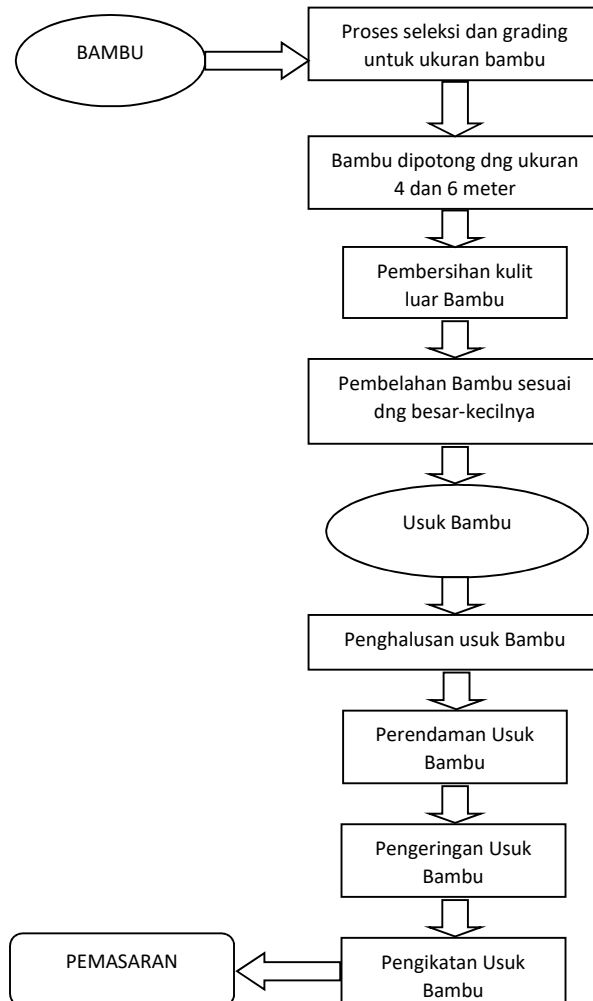 BAMBU
Proses seleksi dan grading
untuk ukuran bambu
Bambu dipotong dng ukuran
4 dan 6 meter
Pembersihan kulit
luar Bambu
Pembelahan Bambu sesuai
dng besar-kecilnya
Usuk Bambu
Penghalusan usuk Bambu
Perendaman Usuk
Bambu
Pengeringan Usuk
Bambu
Pengikatan Usuk
Bambu
PEMASARAN